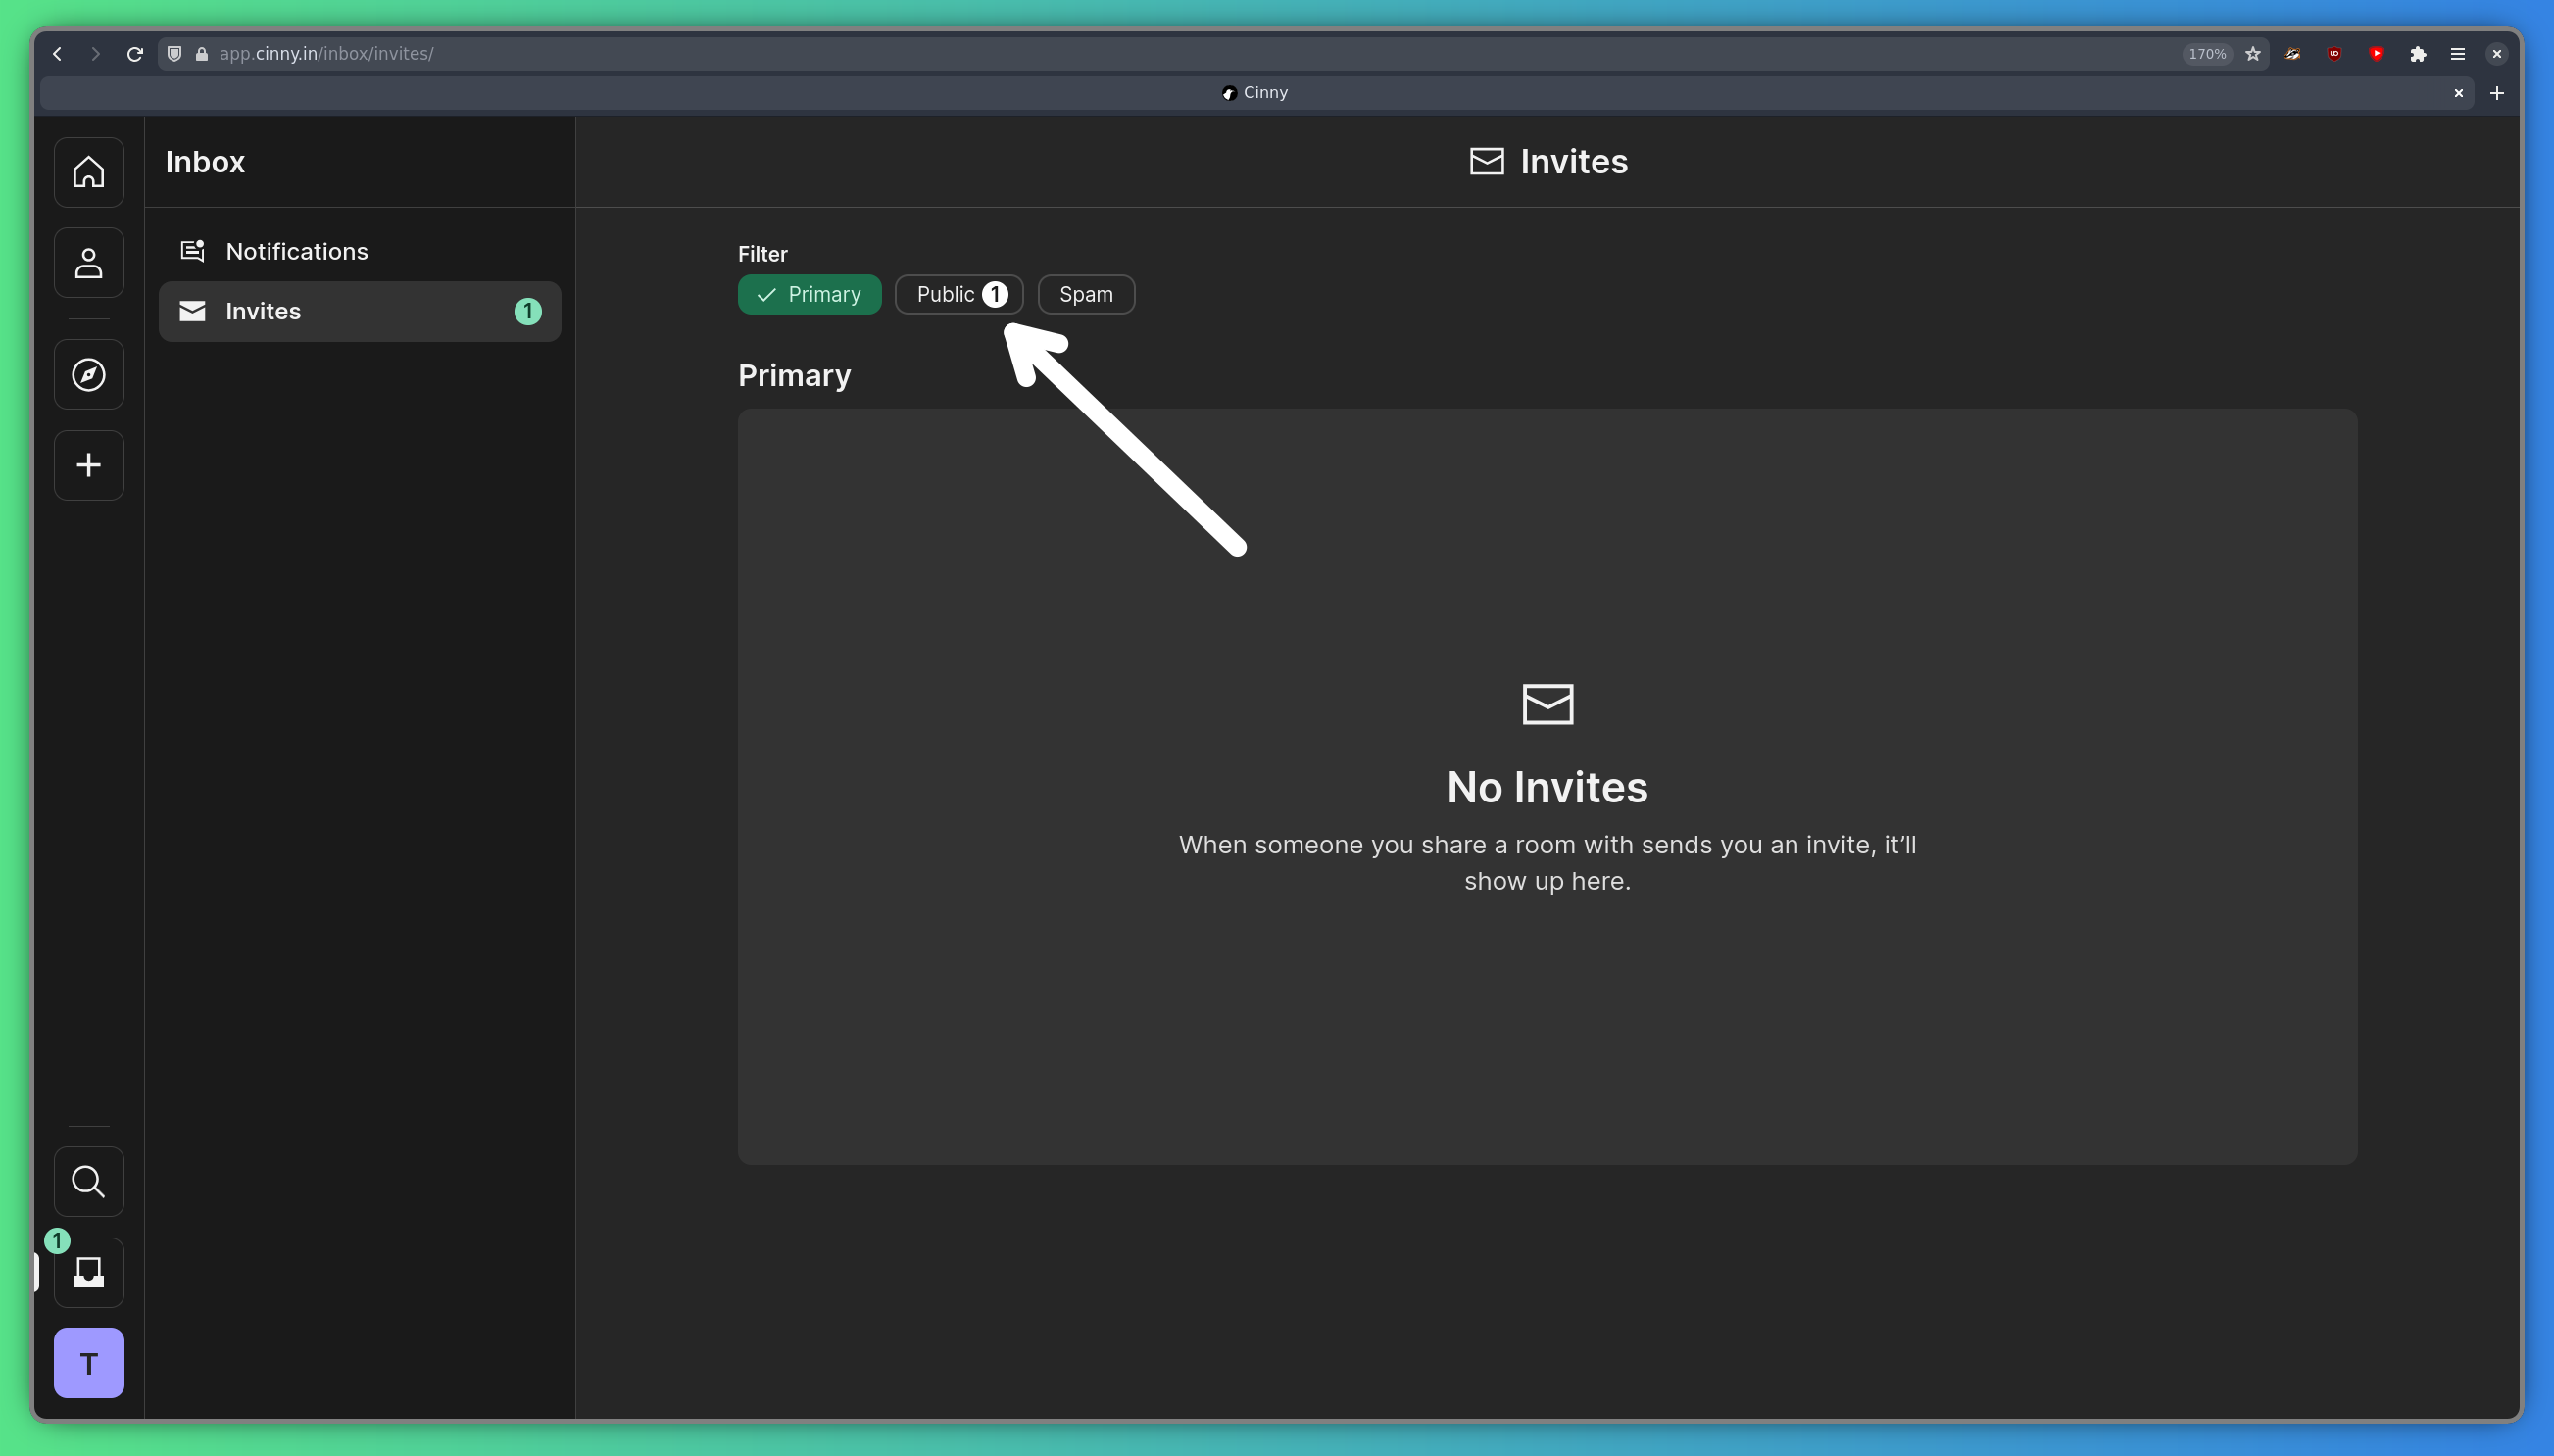 app.cinny.in/inbox/invites/
170%
Cinny
Inbox
Invites
Notifications
Invites 1
Filter
Primary
Public 1
Spam
Primary
No Invites
When someone you share a room with sends you an invite, it’ll
show up here.
1
T